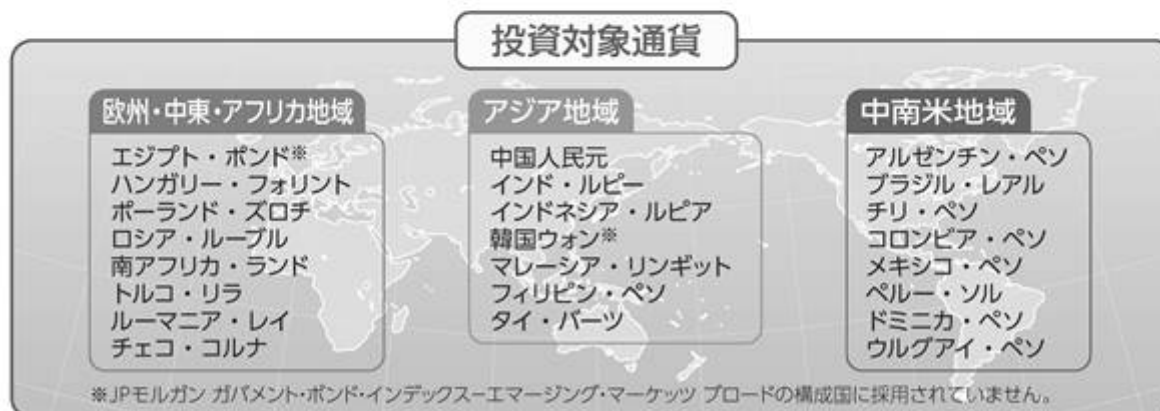 投資対象通貨
欧州・中東・アフリカ地域
エジプト・ポンド※
ハンガリー・フォリント
ポーランド・ズロチ
ロシア・ルーブル
南アフリカ・ランド
トルコ・リラ
ルーマニア・レイ
チェコ・コルナ
アジア地域
中国人民元
インド・ルピー
インドネシア・ルピア
韓国ウォン※
マレーシア・リンギット
フィリピン・ペソ
タイ・バーツ
中南米地域
アルゼンチン・ペソ
ブラジル・レアル
チリ・ペソ
コロンビア・ペソ
メキシコ・ペソ
ペルー・ソル
ドミニカ・ペソ
ウルグアイ・ペソ
※JPモルガン ガバメント・ボンド・インデックス-エマージング・マーケッツ ブロードの構成国に採用されていません。